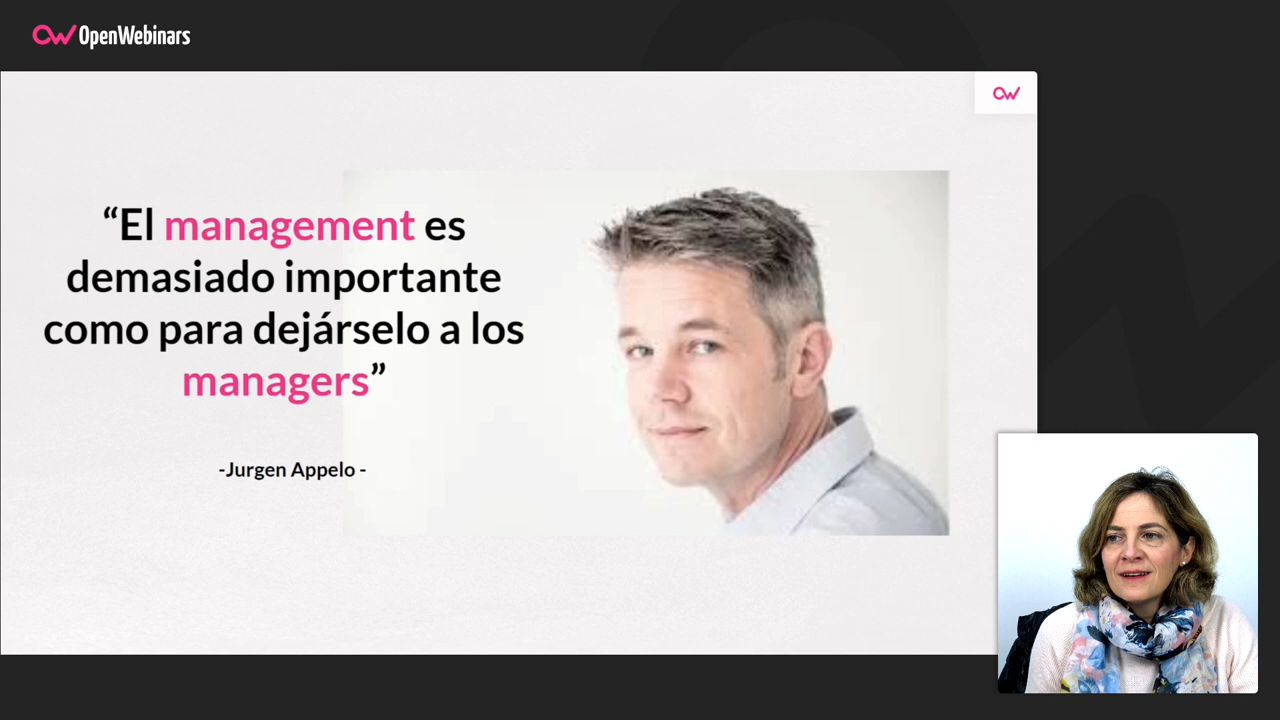 OpenWebinars
“El management es
demasiado importante
como para dejárselo a los
managers”
-Jurgen Appelo -